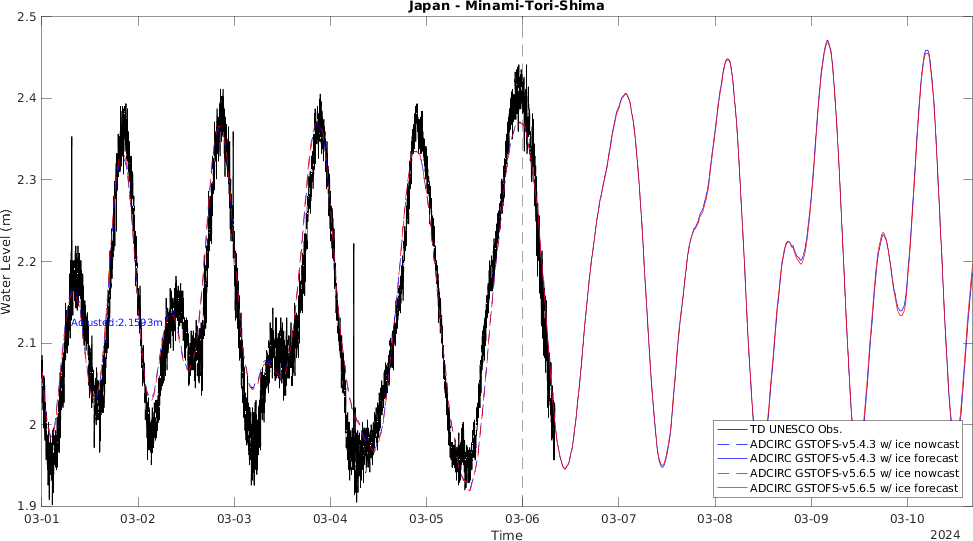 Japan - Minami-Tori-Shima
2.5
2.4
2.3
2.2
2.1
2
1.9
Water Level (m)
Adjusted:2.1593m
TD UNESCO Obs.
ADCIRC GSTOFS-v5.4.3 w/ ice nowcast
ADCIRC GSTOFS-v5.4.3 w/ ice forecast
ADCIRC GSTOFS-v5.6.5 w/ ice nowcast
ADCIRC GSTOFS-v5.6.5 w/ ice forecast
03-01 03-02 03-03 03-04 03-05 03-06 03-07 03-08 03-09 03-10
Time
2024